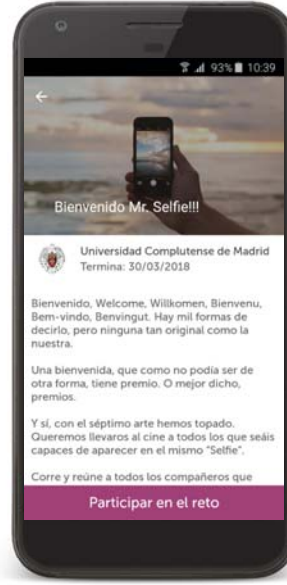 93% 10:39
Bienvenido Mr. Selfie!!!
Universidad Complutense de Madrid
Termina: 30/03/2018
Bienvenido, Welcome, Willkomen, Bienvenu,
Bem-vindo, Benvingut. Hay mil formas de
decirlo, pero ninguna tan original como la
nuestra.
Una bienvenida, que como no podía ser de
otra forma, tiene premio. O mejor dicho,
premios.
Y sí, con el séptimo arte hemos topado.
Queremos llevaros al cine a todos los que seáis
capaces de aparecer en el mismo "Selfie".
Corre y reúne a todos los compañeros que
Participar en el reto